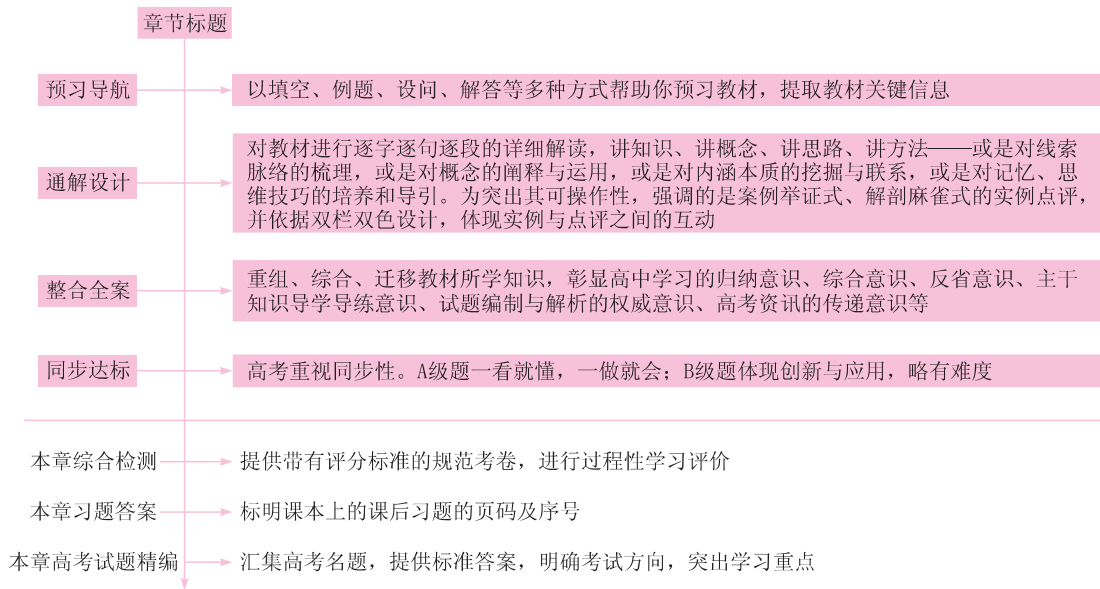 章节标题
预习导航
以填空、例题、设问、解答等多种方式帮助你预习教材，提取教材关键信息
通解设计
对教材进行逐字逐句逐段的详细解读，讲知识、讲概念、讲思路、讲方法——或是对线索
脉络的梳理，或是对概念的阐释与运用，或是对内涵本质的挖掘与联系，或是对记忆、思
维技巧的培养和导引。为突出其可操作性，强调的是案例举证式、解剖麻雀式的实例点评，
并依据双栏双色设计，体现实例与点评之间的互动
整合全案
重组、综合、迁移教材所学知识，彰显高中学习的归纳意识、综合意识、反省意识、主干
知识导学导练意识、试题编制与解析的权威意识、高考资讯的传递意识等
同步达标
高考重视同步性。A级题一看就懂，一做就会；B级题体现创新与应用，略有难度
本章综合检测
提供带有评分标准的规范考卷，进行过程性学习评价
本章习题答案
标明课本上的课后习题的页码及序号
本章高考试题精编
汇集高考名题，提供标准答案，明确考试方向，突出学习重点